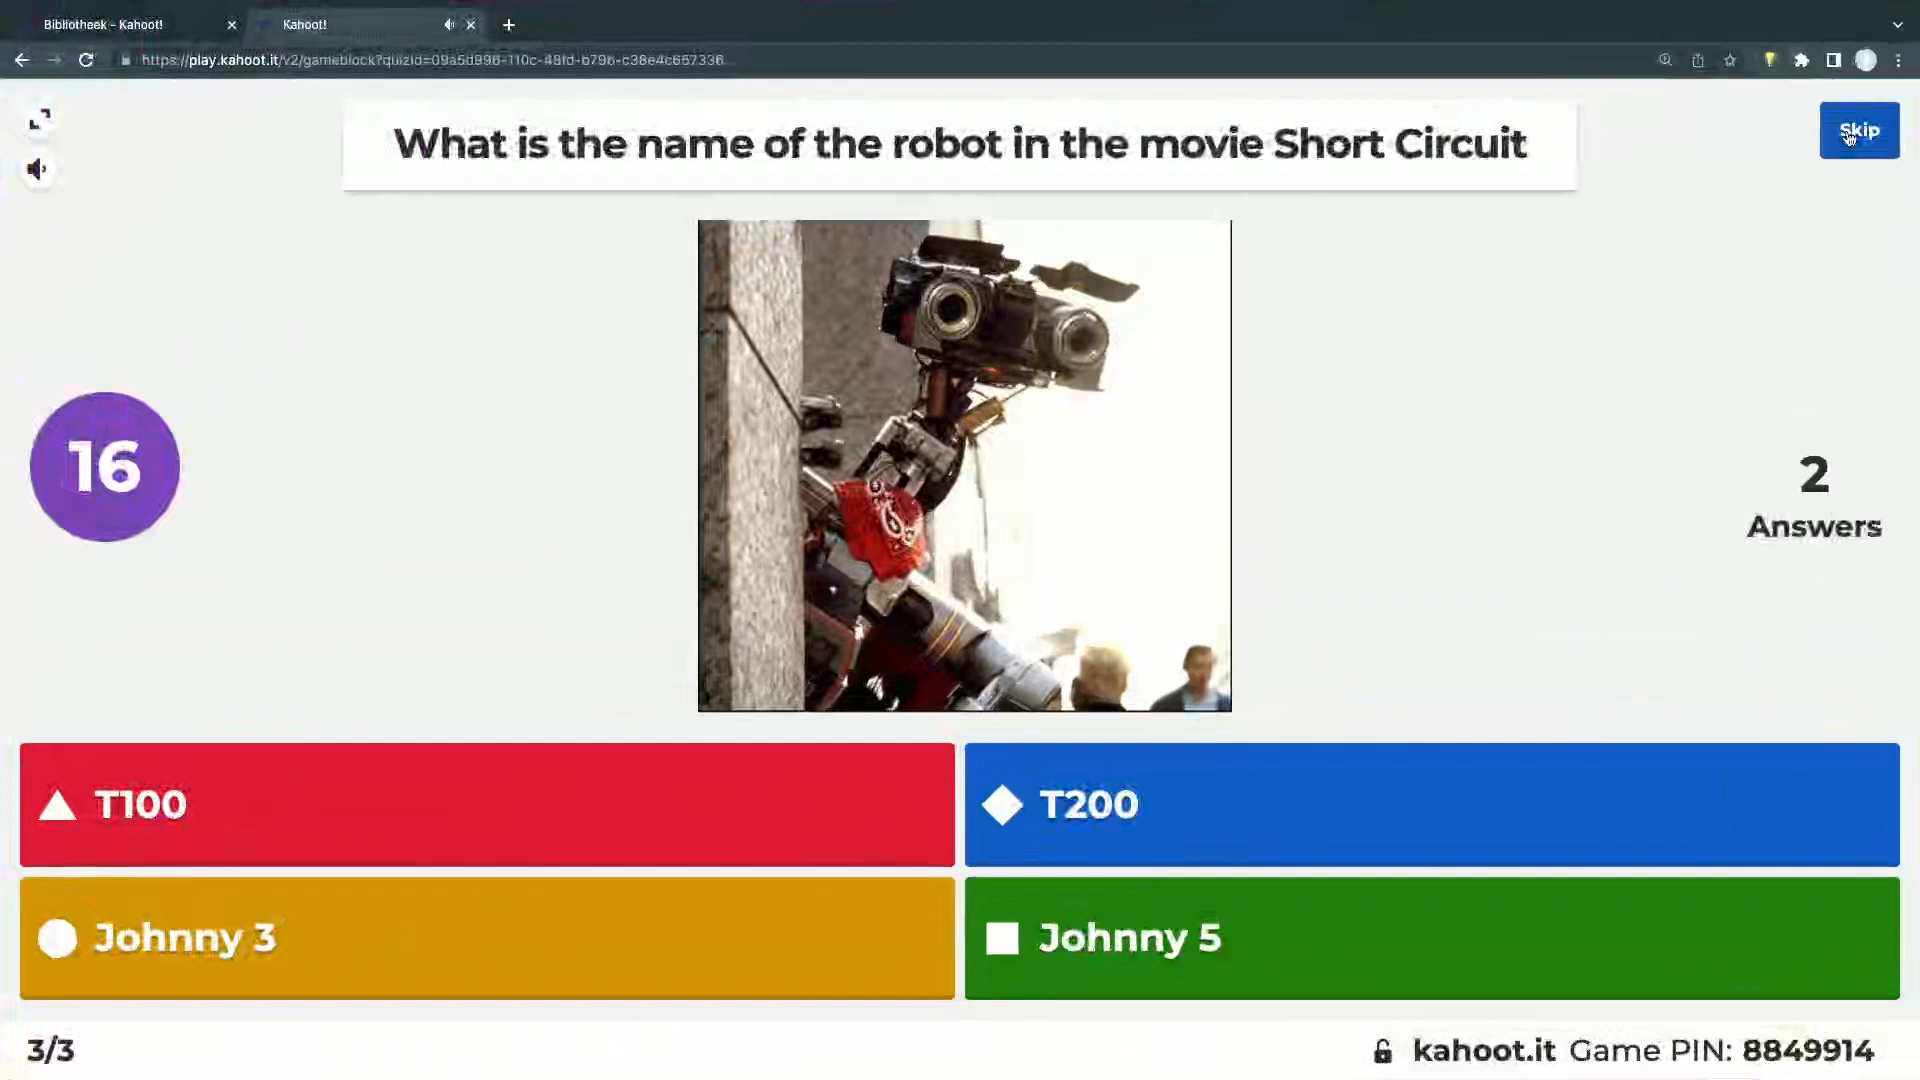 Bibliotheek - Kahoot!
Kahoot!
https://play.kahoot.it/v2/gameblock?quizId=09a5d996-110c-48fd-b796-c38e4c657336...
What is the name of the robot in the movie Short Circuit
Skip
16
2
Answers
T100
T200
Johnny 3
Johnny 5
3/3
kahoot.it Game PIN: 8849914